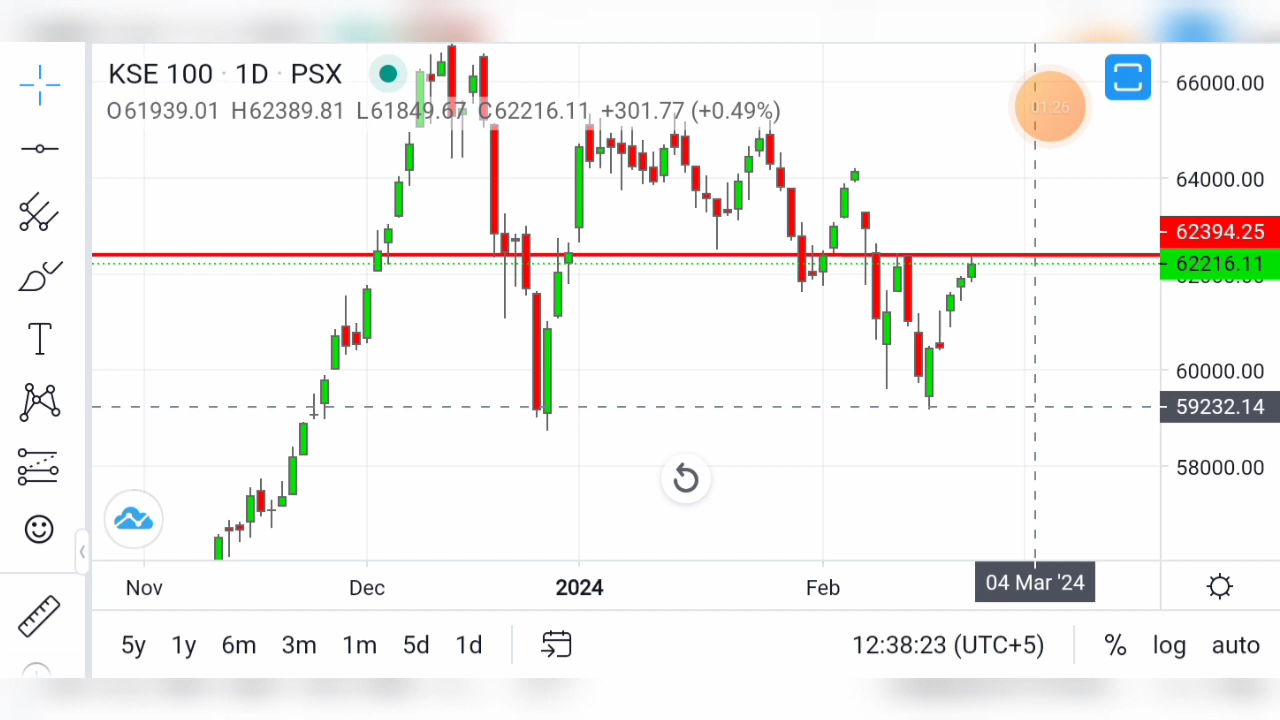 KSE 100 · 1D · PSX
O61939.01 H62389.81 L61849.67 C62216.11 +301.77 (+0.49%)
01:26
66000.00
64000.00
62394.25
62216.11
60000.00
59232.14
58000.00
Nov Dec 2024 Feb 04 Mar '24
5y 1y 6m 3m 1m 5d 1d 12:38:23 (UTC+5) % log auto